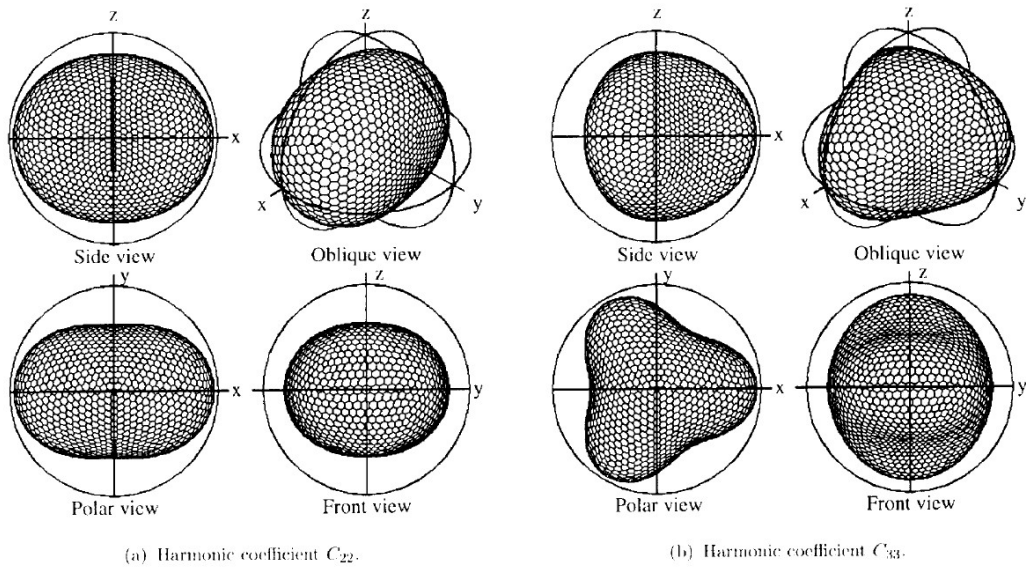 z
x
Side view
z
x
y
Oblique view
y
x
Polar view
z
y
Front view
(a) Harmonic coefficient C₂₂.
z
x
Side view
z
x
y
Oblique view
y
x
Polar view
z
y
Front view
(b) Harmonic coefficient C₃₃.